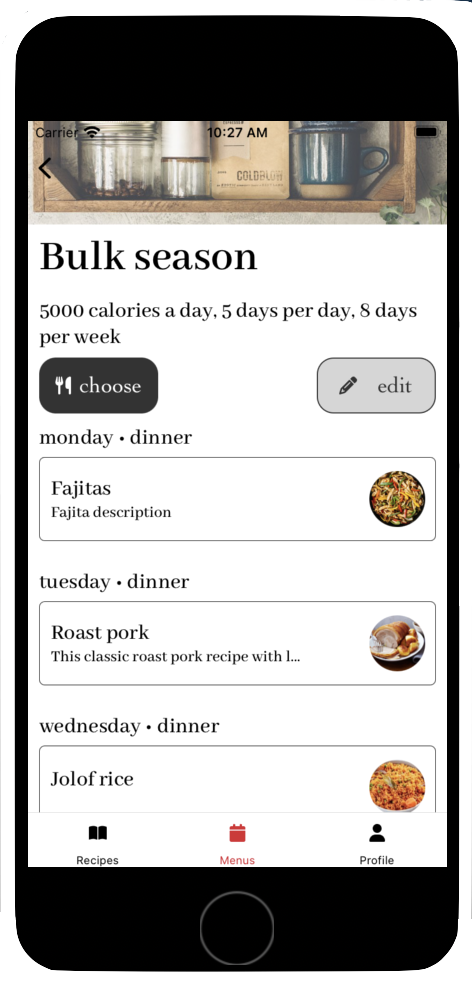 Carrier 10:27 AM
COLDBLUB
Bulk season
5000 calories a day, 5 days per day, 8 days
per week
choose
edit
monday • dinner
Fajitas
Fajita description
tuesday • dinner
Roast pork
This classic roast pork recipe with l...
wednesday • dinner
Jolof rice
Recipes Menus Profile